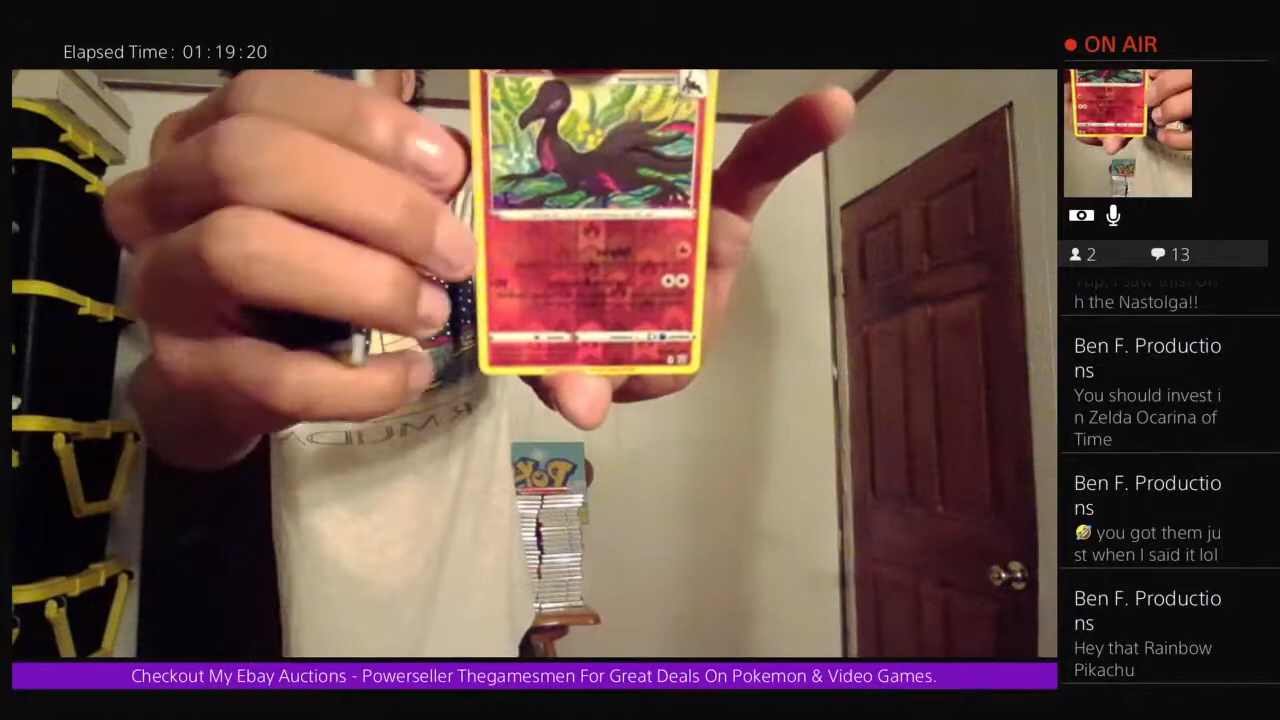 Elapsed Time: 01:19:20
ON AIR
2
13
h the Nastolga!!
Ben F. Productio
ns
You should invest i
n Zelda Ocarina of
Time
Ben F. Productio
ns
🤣 you got them ju
st when I said it lol
Ben F. Productio
ns
Hey that Rainbow
Pikachu
Checkout My Ebay Auctions - Powerseller Thegamesmen For Great Deals On Pokemon & Video Games.